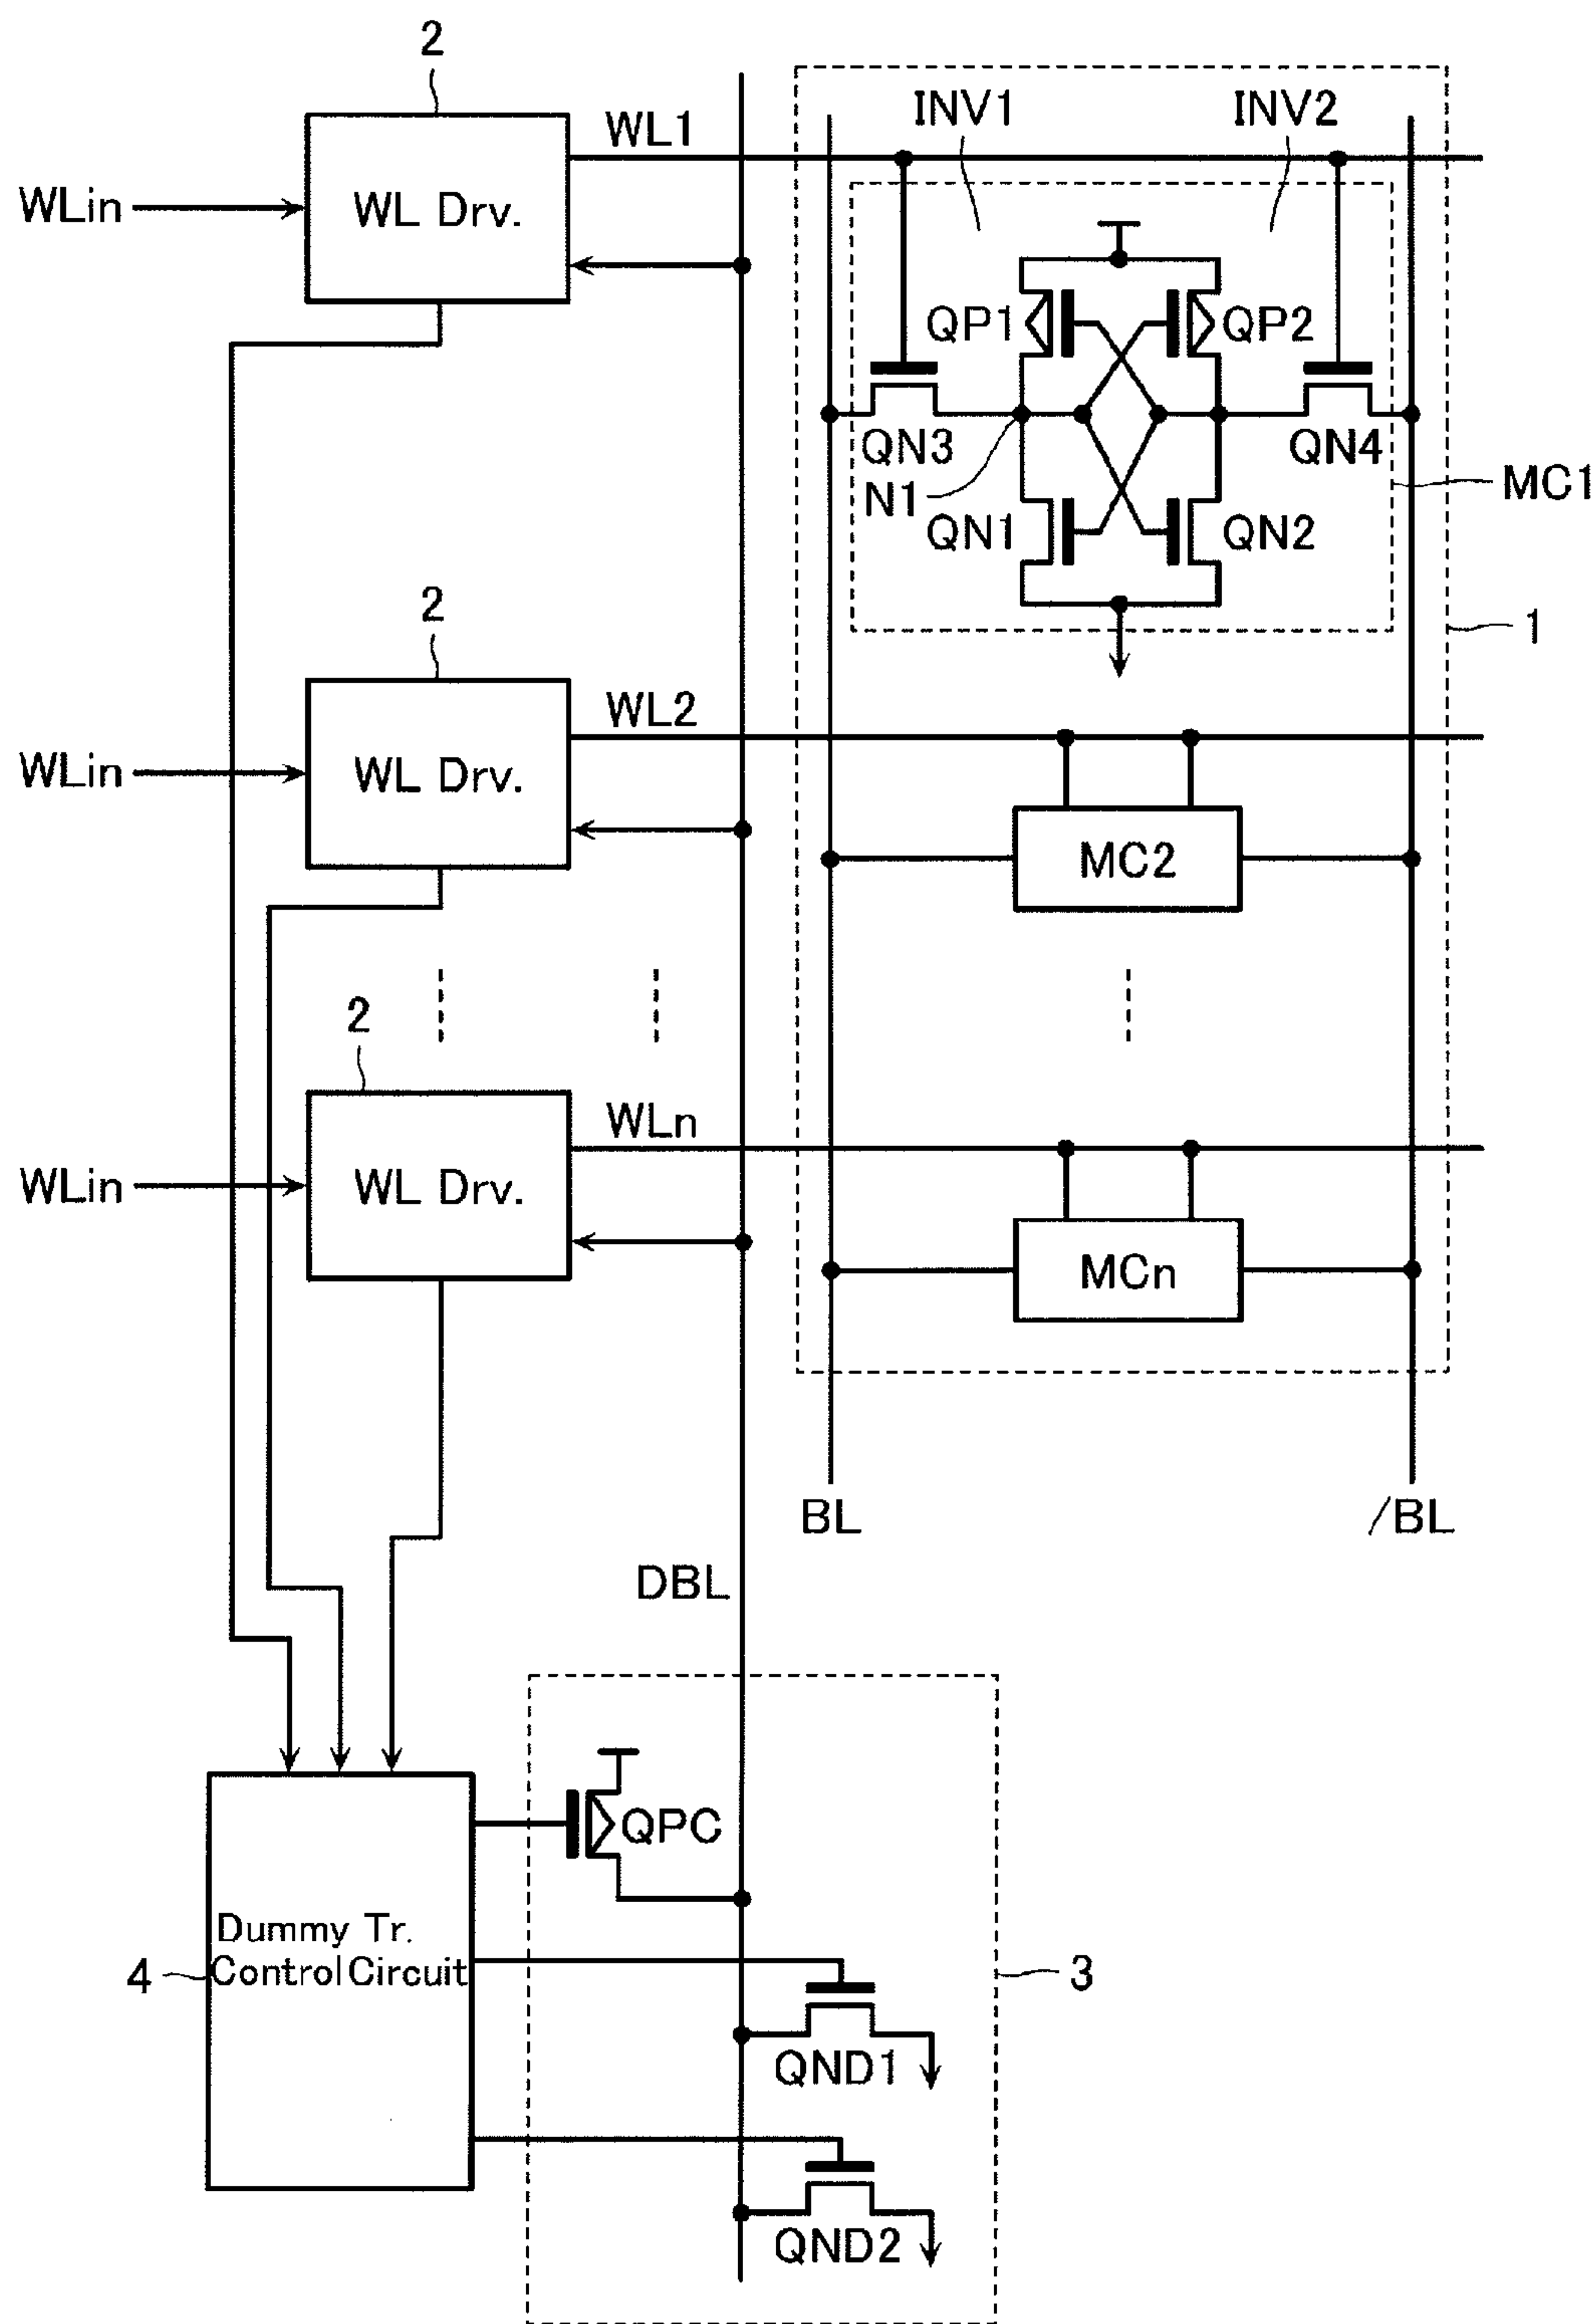 2
INV1
INV2
WL1
WLin
WL Drv.
QP1
QP2
QN3
QN4
N1
MC1
QN1
QN2
2
1
WL2
WLin
WL Drv.
MC2
2
WLn
WLin
WL Drv.
MCn
BL
/BL
DBL
QPC
Dummy Tr.
Control Circuit
4
3
QND1
QND2